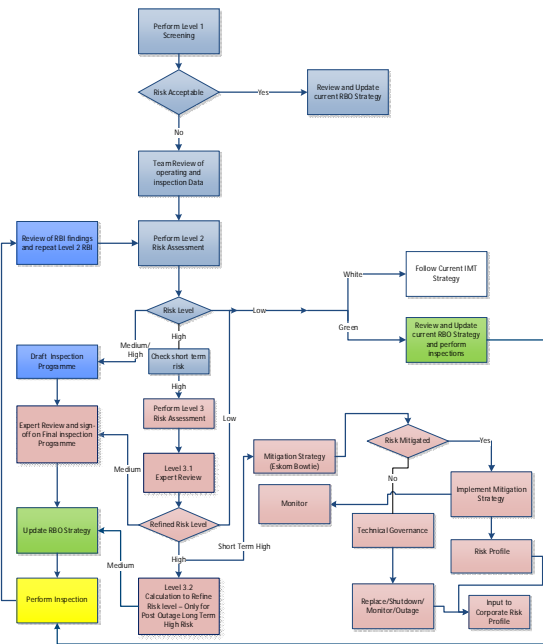 Perform Level 1
Screening
Risk Acceptable
Yes
Review and Update
current RBO Strategy
No
Team Review of
operating and
inspection Data
Review of RBI findings
and repeat Level 2 RBI
Perform Level 2
Risk Assessment
White
Follow Current IMT
Strategy
Risk Level
Low
Green
Review and Update
current RBO Strategy
and perform
inspections
Medium/
High
High
Check short term
risk
Draft Inspection
Programme
High
Perform Level 3
Risk Assessment
Low
Expert Review and sign-
off on Final inspection
Programme
Medium
Level 3.1
Expert Review
Mitigation Strategy
(Eskom Bowtie)
Risk Mitigated
Yes
No
Implement Mitigation
Strategy
Monitor
Update RBO Strategy
Refined Risk Level
Technical Governance
Short Term High
High
Medium
Risk Profile
Perform Inspection
Level 3.2
Calculation to Refine
Risk level – Only for
Post Outage Long Term
High Risk
Replace/Shutdown/
Monitor/Outage
Input to
Corporate Risk
Profile